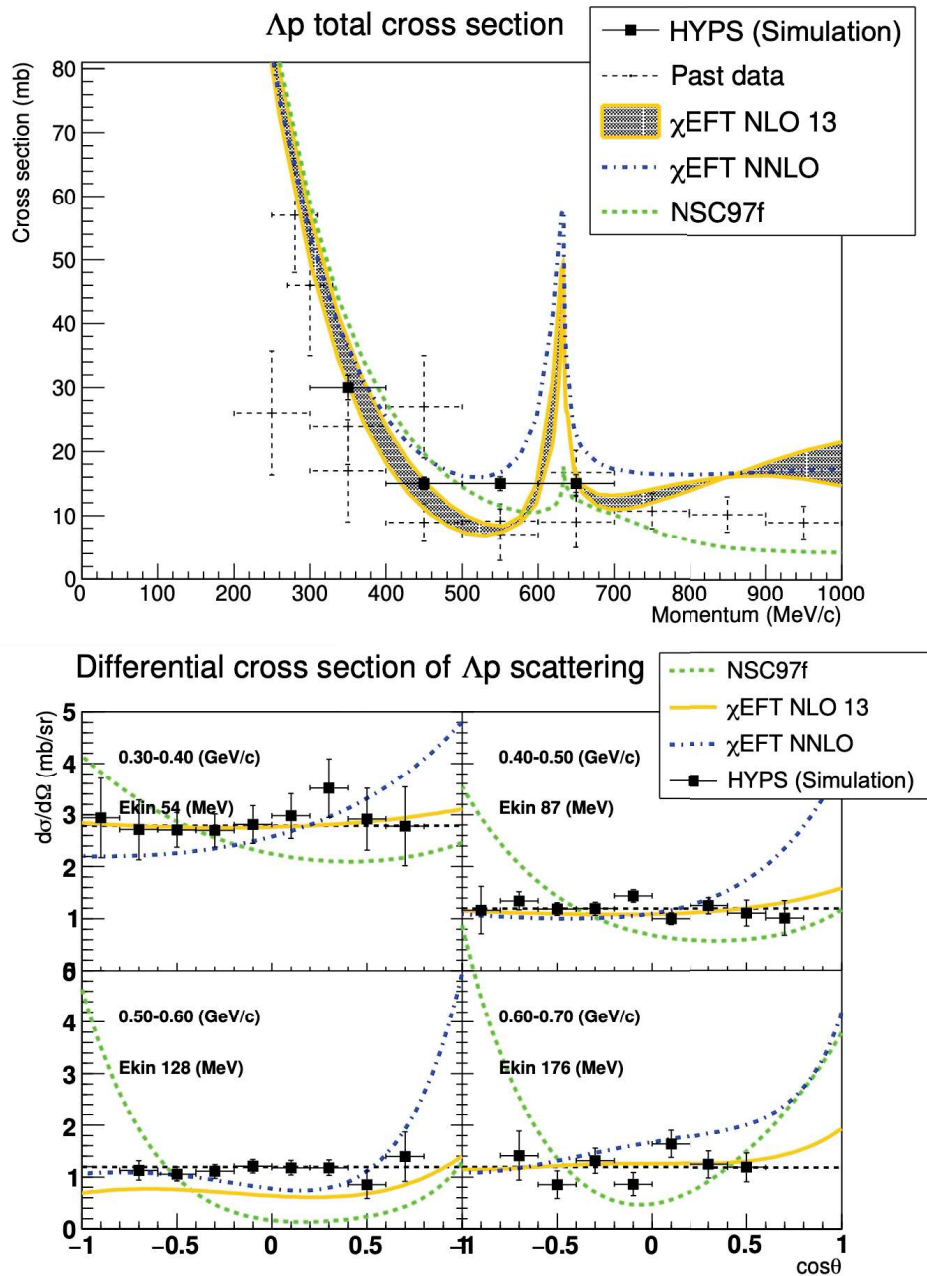 Λp total cross section
HYPS (Simulation)
Past data
χEFT NLO 13
χEFT NNLO
NSC97f
Cross section (mb)
80
70
60
50
40
30
20
10
0
0 100 200 300 400 500 600 700 800 900 1000
Momentum (MeV/c)
Differential cross section of Λp scattering
NSC97f
χEFT NLO 13
χEFT NNLO
HYPS (Simulation)
dσ/dΩ (mb/sr)
5
4
3
2
1
0.30-0.40 (GeV/c)
Ekin 54 (MeV)
0.40-0.50 (GeV/c)
Ekin 87 (MeV)
4
3
2
1
0
0.50-0.60 (GeV/c)
Ekin 128 (MeV)
0.60-0.70 (GeV/c)
Ekin 176 (MeV)
−1 −0.5 0 0.5 −0.5 0 0.5 1
cosθ